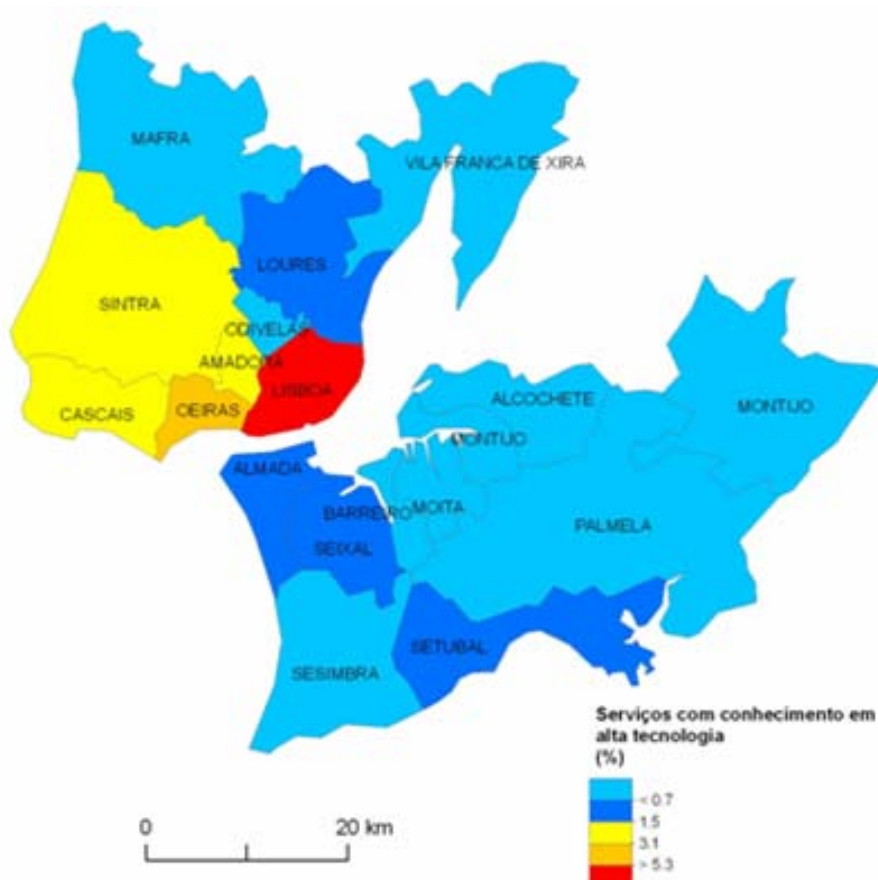 MAFRA
VILA FRANCA DE XIRA
LOURES
SINTRA
ODIVELAS
AMADORA
LISBOA
CASCAIS
OEIRAS
ALCOCHETE
MONTIJO
MONTIJO
ALMADA
BARREIRO
MOITA
PALMELA
SEIXAL
SETUBAL
SESIMBRA
Serviços com conhecimento em
alta tecnologia
(%)
< 0.7
1.5
3.1
> 5.3
0 20 km